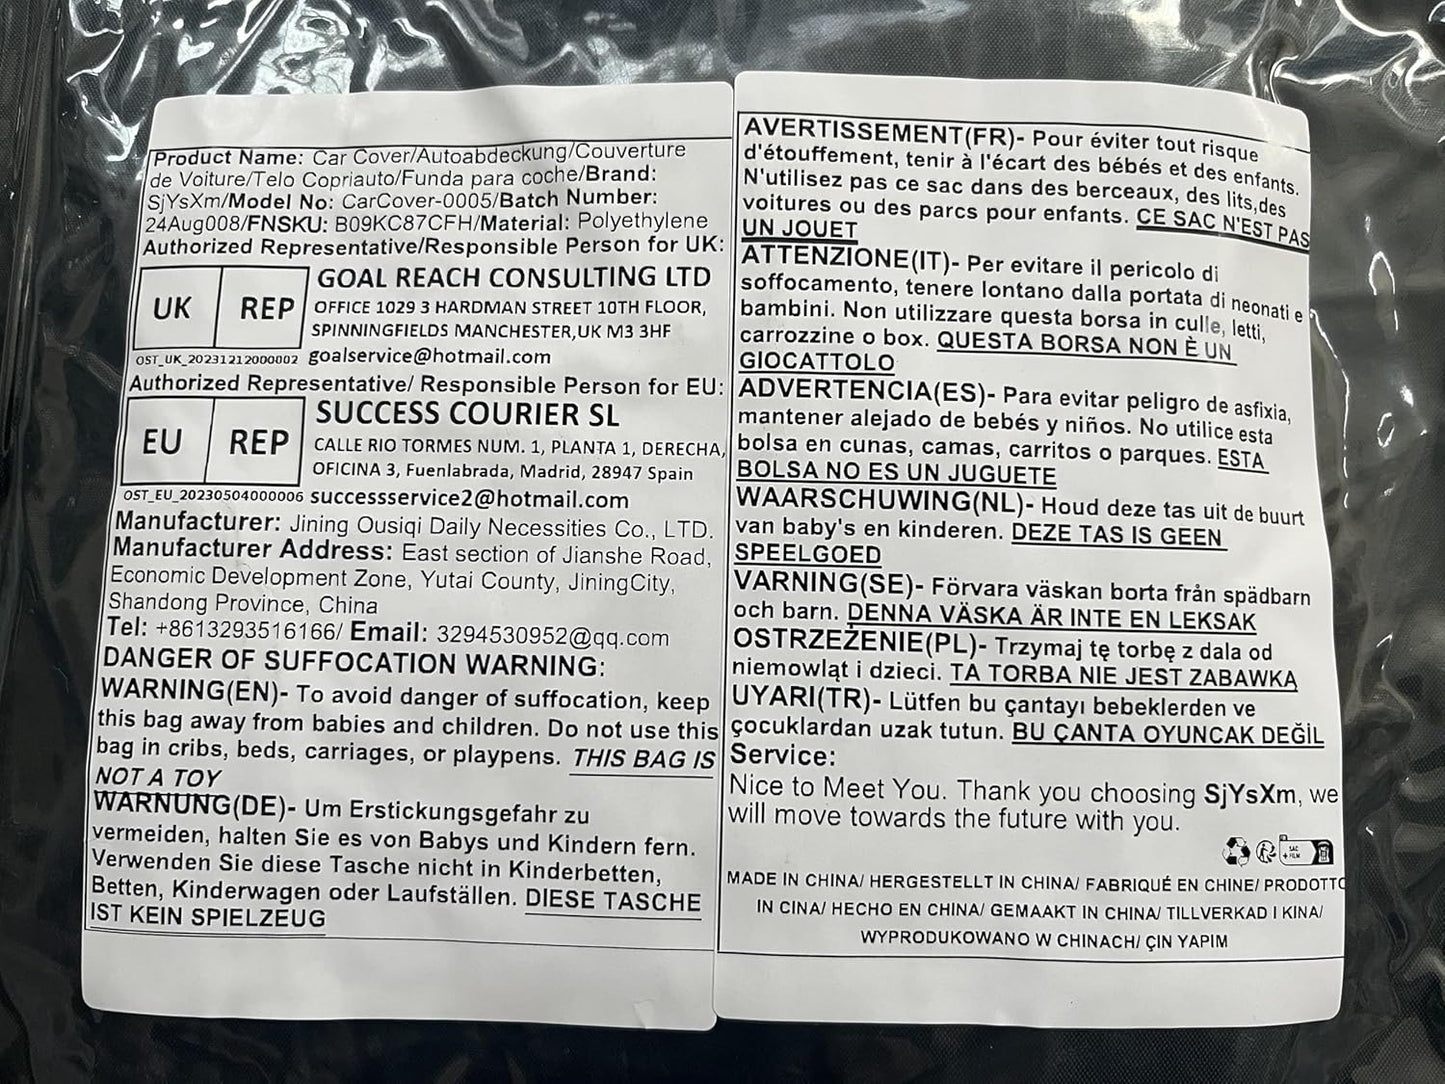 Product Name: Car Cover/Autoabdeckung/Couverture
de Voiture/Telo Copriauto/Funda para coche/Brand:
SjYsXm/Model No: CarCover-0005/Batch Number:
24Aug008/FNSKU: B09KC87CFH/Material: Polyethylene
Authorized Representative/Responsible Person for UK:
UK REP
GOAL REACH CONSULTING LTD
OFFICE 1029 3 HARDMAN STREET 10TH FLOOR,
SPINNINGFIELDS MANCHESTER,UK M3 3HF
OST_UK_20231212000002 goalservice@hotmail.com
Authorized Representative/ Responsible Person for EU:
EU REP
SUCCESS COURIER SL
CALLE RIO TORMES NUM. 1, PLANTA 1, DERECHA,
OFICINA 3, Fuenlabrada, Madrid, 28947 Spain
OST_EU_20230504000006 successservice2@hotmail.com
Manufacturer: Jining Ousiqi Daily Necessities Co., LTD.
Manufacturer Address: East section of Jianshe Road,
Economic Development Zone, Yutai County, JiningCity,
Shandong Province, China
Tel: +8613293516166/ Email: 3294530952@qq.com
DANGER OF SUFFOCATION WARNING:
WARNING(EN)- To avoid danger of suffocation, keep
this bag away from babies and children. Do not use this
bag in cribs, beds, carriages, or playpens. THIS BAG IS
NOT A TOY
WARNUNG(DE)- Um Erstickungsgefahr zu
vermeiden, halten Sie es von Babys und Kindern fern.
Verwenden Sie diese Tasche nicht in Kinderbetten,
Betten, Kinderwagen oder Laufställen. DIESE TASCHE
IST KEIN SPIELZEUG
AVERTISSEMENT(FR)- Pour éviter tout risque
d'étouffement, tenir à l'écart des bébés et des enfants.
N'utilisez pas ce sac dans des berceaux, des lits,des
voitures ou des parcs pour enfants. CE SAC N'EST PAS
UN JOUET
ATTENZIONE(IT)- Per evitare il pericolo di
soffocamento, tenere lontano dalla portata di neonati e
bambini. Non utilizzare questa borsa in culle, letti,
carrozzine o box. QUESTA BORSA NON È UN
GIOCATTOLO
ADVERTENCIA(ES)- Para evitar peligro de asfixia,
mantener alejado de bebés y niños. No utilice esta
bolsa en cunas, camas, carritos o parques. ESTA
BOLSA NO ES UN JUGUETE
WAARSCHUWING(NL)- Houd deze tas uit de buurt
van baby's en kinderen. DEZE TAS IS GEEN
SPEELGOED
VARNING(SE)- Förvara väskan borta från spädbarn
och barn. DENNA VÄSKA ÄR INTE EN LEKSAK
OSTRZEŻENIE(PL)- Trzymaj tę torbę z dala od
niemowląt i dzieci. TA TORBA NIE JEST ZABAWKĄ
UYARI(TR)- Lütfen bu çantayı bebeklerden ve
çocuklardan uzak tutun. BU ÇANTA OYUNCAK DEĞİL
Service:
Nice to Meet You. Thank you choosing SjYsXm, we
will move towards the future with you.
SAC
+ FILM
MADE IN CHINA/ HERGESTELLT IN CHINA/ FABRIQUÉ EN CHINE/ PRODOTTO
IN CINA/ HECHO EN CHINA/ GEMAAKT IN CHINA/ TILLVERKAD I KINA/
WYPRODUKOWANO W CHINACH/ ÇIN YAPIM